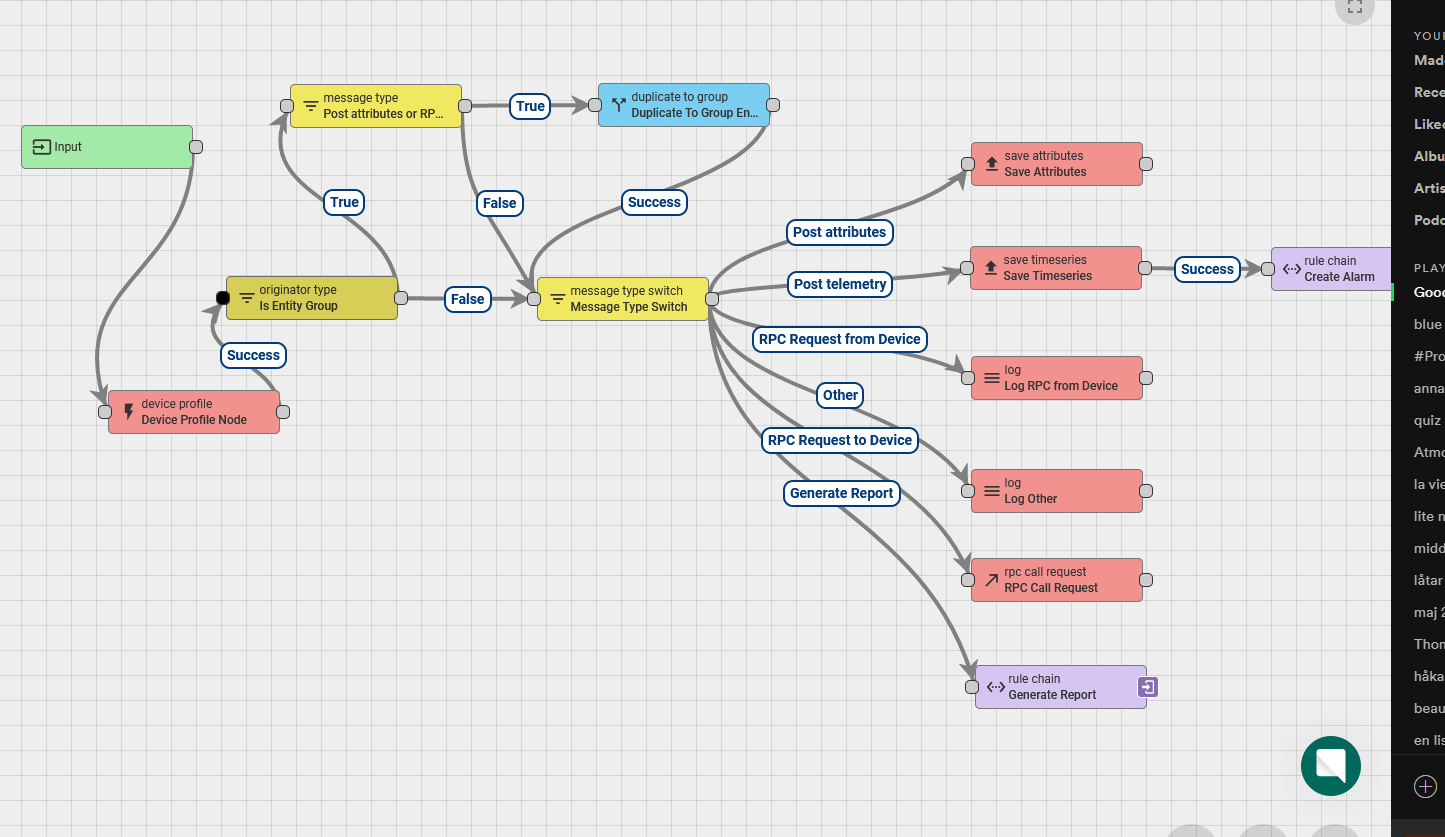 message type
Post attributes or RP...
True
duplicate to group
Duplicate To Group En...
Input
save attributes
Save Attributes
True
False
Success
Post attributes
save timeseries
Save Timeseries
Success
rule chain
Create Alarm
originator type
Is Entity Group
False
message type switch
Message Type Switch
Post telemetry
RPC Request from Device
Success
log
Log RPC from Device
device profile
Device Profile Node
Other
RPC Request to Device
Generate Report
log
Log Other
rpc call request
RPC Call Request
rule chain
Generate Report
YOUR
Made
Rece
Liked
Albu
Artis
Podc
PLAY
Good
blue
#Pro
anna
quiz
Atmo
la vie
lite m
midd
låtar
maj 2
Thon
håka
beau
en lis